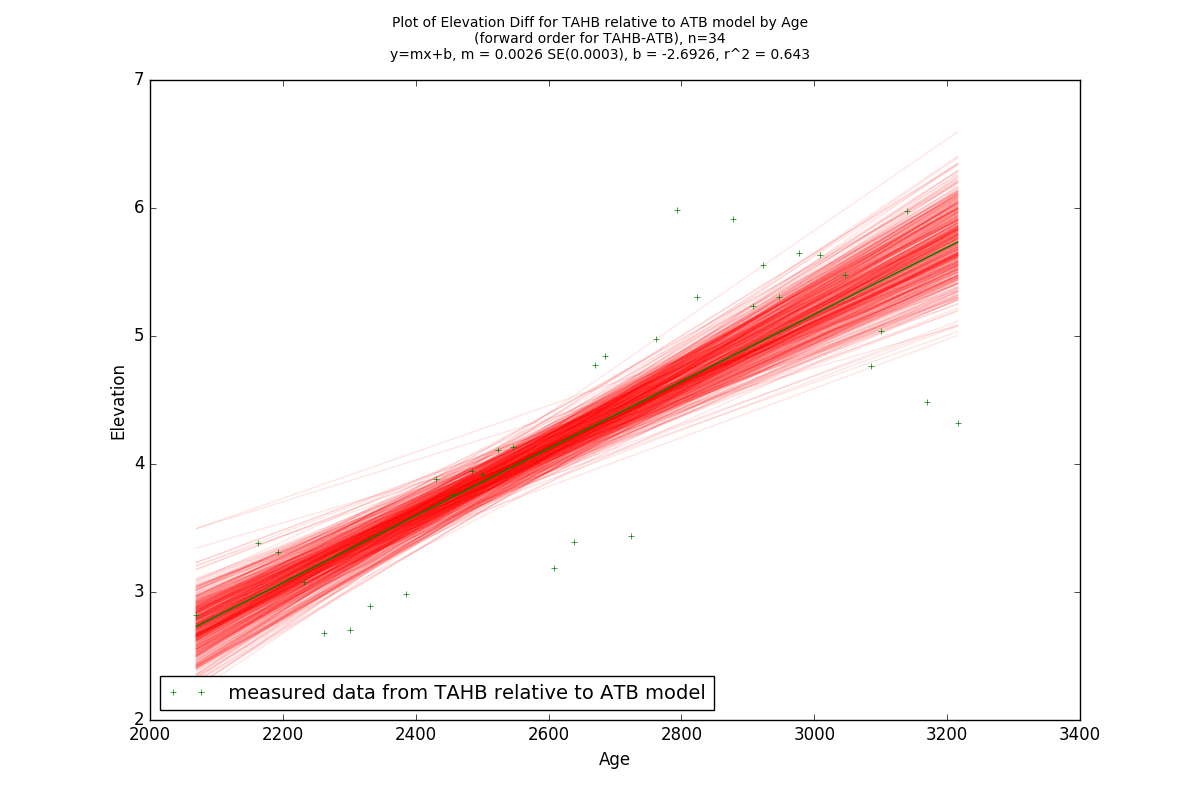 Plot of Elevation Diff for TAHB relative to ATB model by Age
(forward order for TAHB-ATB), n=34
y=mx+b, m = 0.0026 SE(0.0003), b = -2.6926, r^2 = 0.643
7
6
5
4
3
2
Elevation
measured data from TAHB relative to ATB model
2000 2200 2400 2600 2800 3000 3200 3400
Age